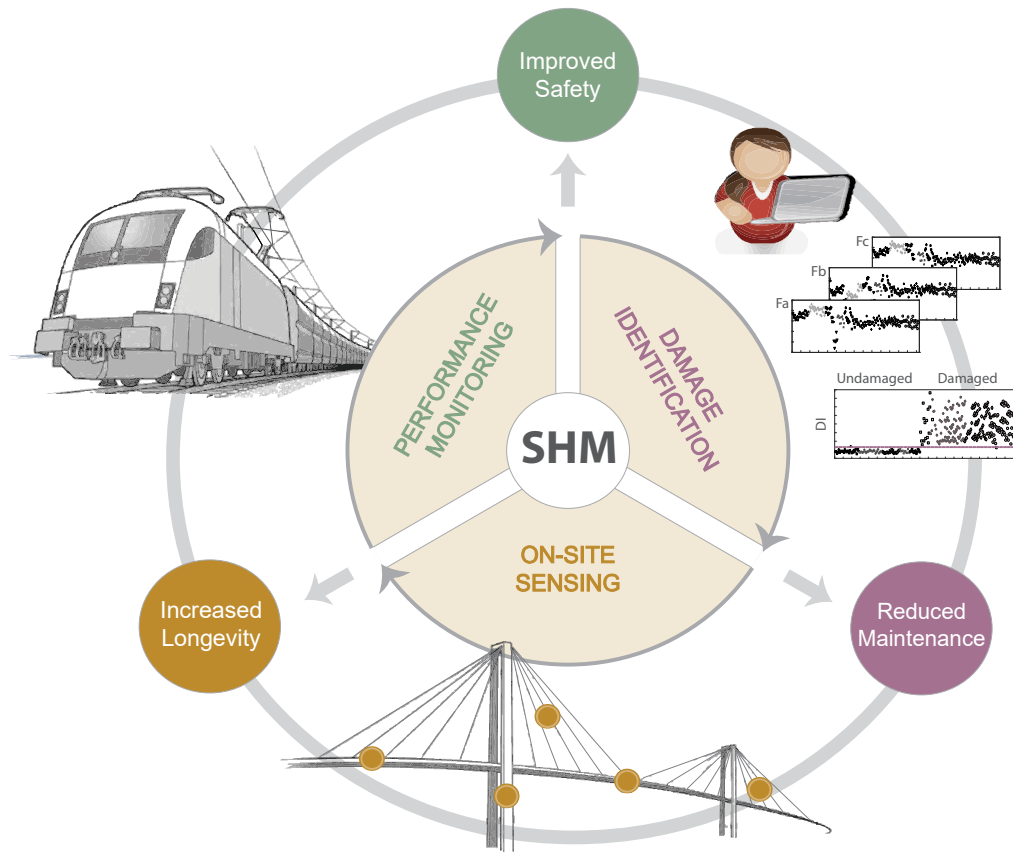 Improved
Safety
Fc
Fb
Fa
PERFORMANCE
MONITORING
DAMAGE
IDENTIFICATION
Undamaged
Damaged
DI
SHM
ON-SITE
SENSING
Increased
Longevity
Reduced
Maintenance